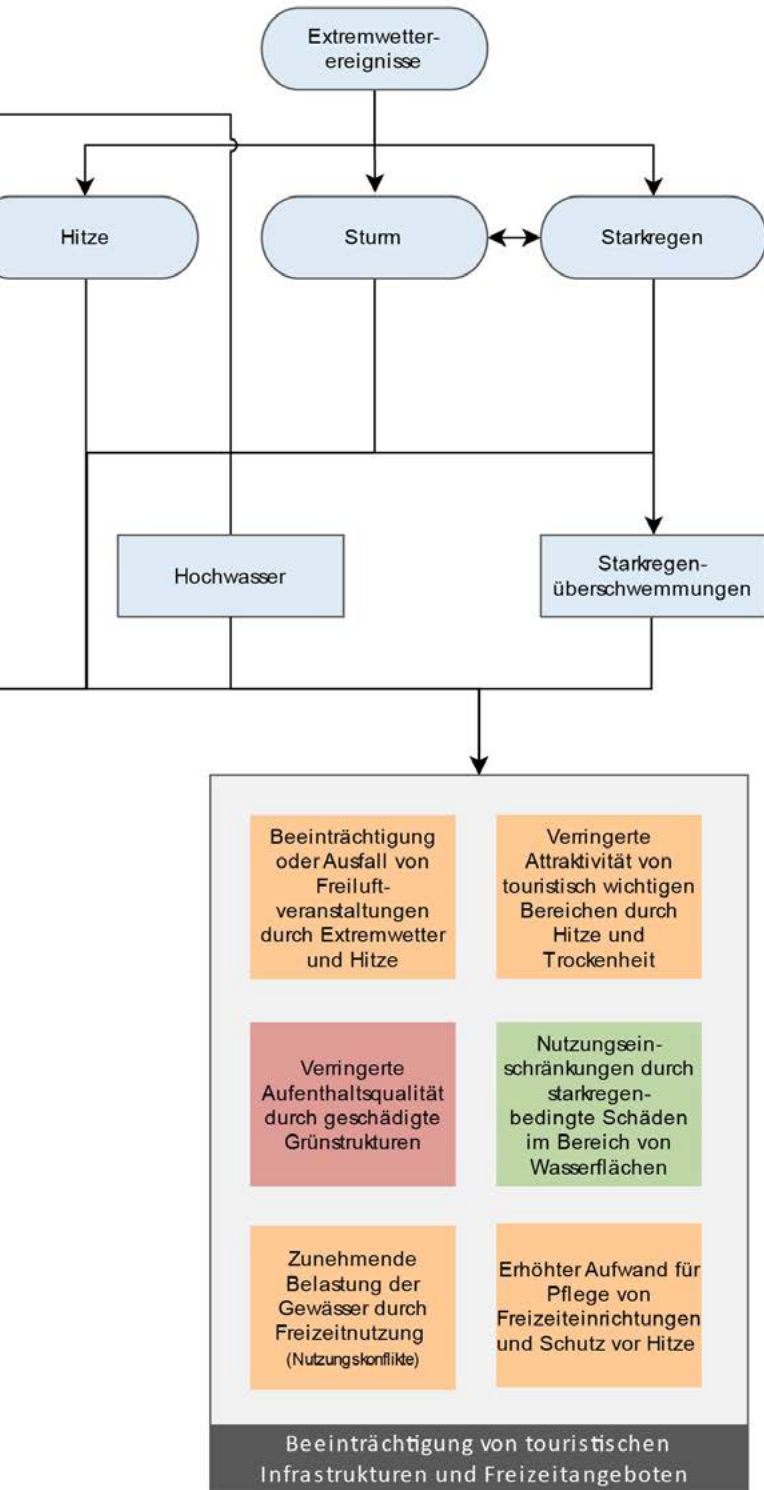 Extremwetter-
ereignisse
Hitze
Sturm
Starkregen
Hochwasser
Starkregen-
überschwemmungen
Beeinträchtigung
oder Ausfall von
Freiluft-
veranstaltungen
durch Extremwetter
und Hitze
Verringerte
Attraktivität von
touristisch wichtigen
Bereichen durch
Hitze und
Trockenheit
Verringerte
Aufenthaltsqualität
durch geschädigte
Grünstrukturen
Nutzungsein-
schränkungen durch
starkregen-
bedingte Schäden
im Bereich von
Wasserflächen
Zunehmende
Belastung der
Gewässer durch
Freizeitnutzung
(Nutzungskonflikte)
Erhöhter Aufwand für
Pflege von
Freizeiteinrichtungen
und Schutz vor Hitze
Beeinträchtigung von touristischen
Infrastrukturen und Freizeitangeboten